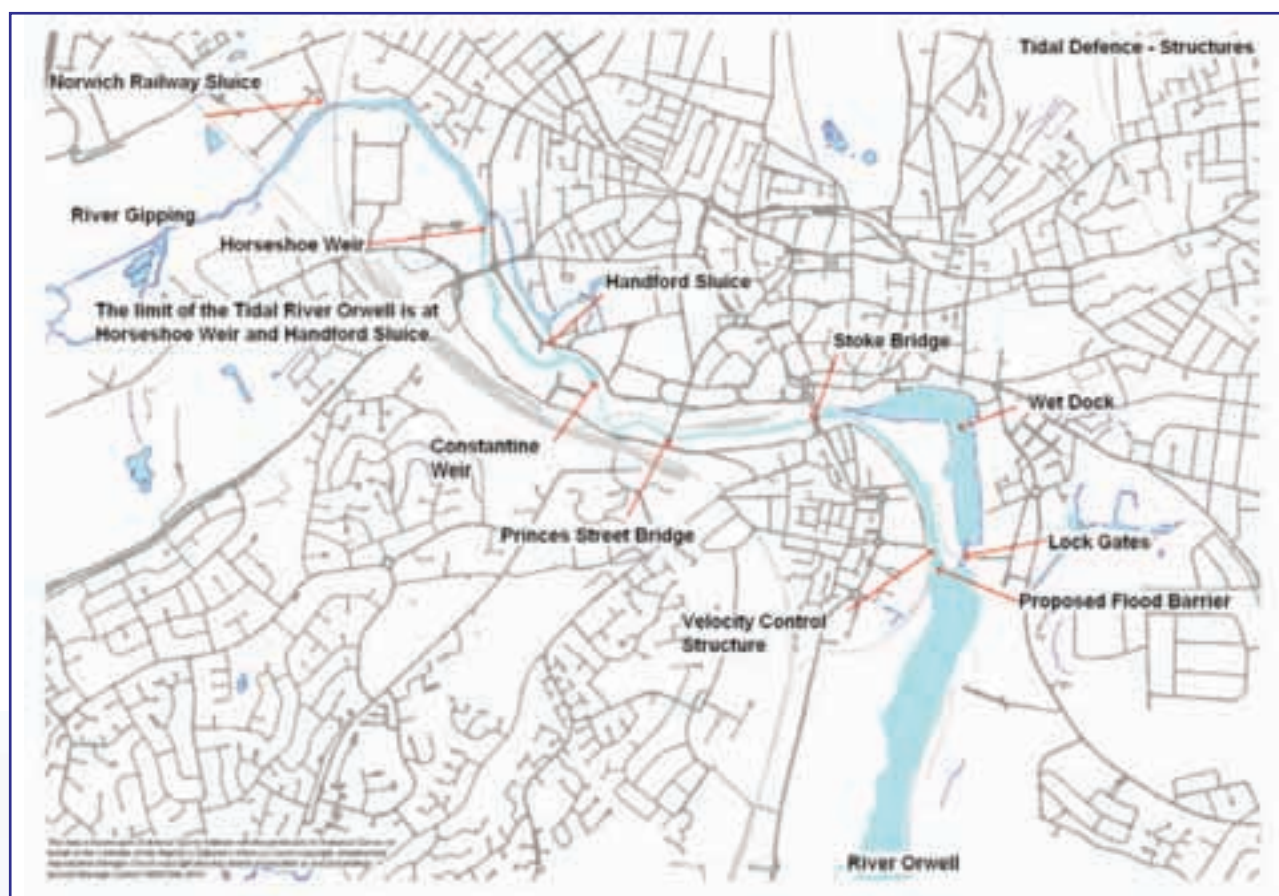 Tidal Defence - Structures
Norwich Railway Sluice
River Gipping
Horseshoe Weir
Handford Sluice
The limit of the Tidal River Orwell is at
Horseshoe Weir and Handford Sluice.
Stoke Bridge
Wet Dock
Constantine
Weir
Princes Street Bridge
Lock Gates
Proposed Flood Barrier
Velocity Control
Structure
River Orwell